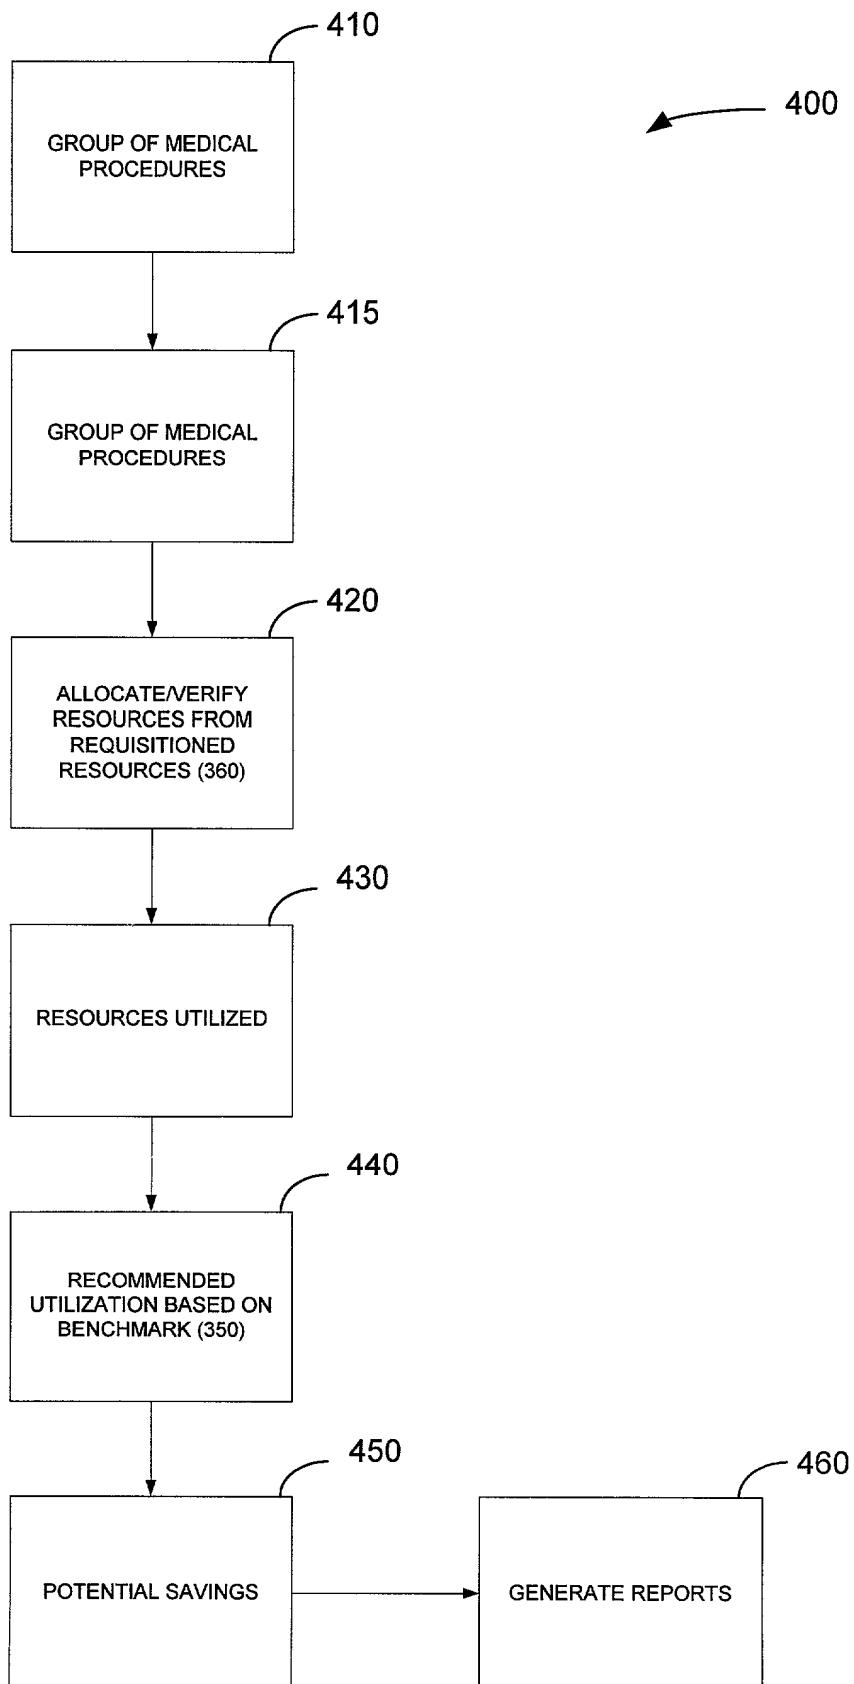 410
400
GROUP OF MEDICAL
PROCEDURES
415
GROUP OF MEDICAL
PROCEDURES
420
ALLOCATE/VERIFY
RESOURCES FROM
REQUISITIONED
RESOURCES (360)
430
RESOURCES UTILIZED
440
RECOMMENDED
UTILIZATION BASED ON
BENCHMARK (350)
450
460
POTENTIAL SAVINGS
GENERATE REPORTS